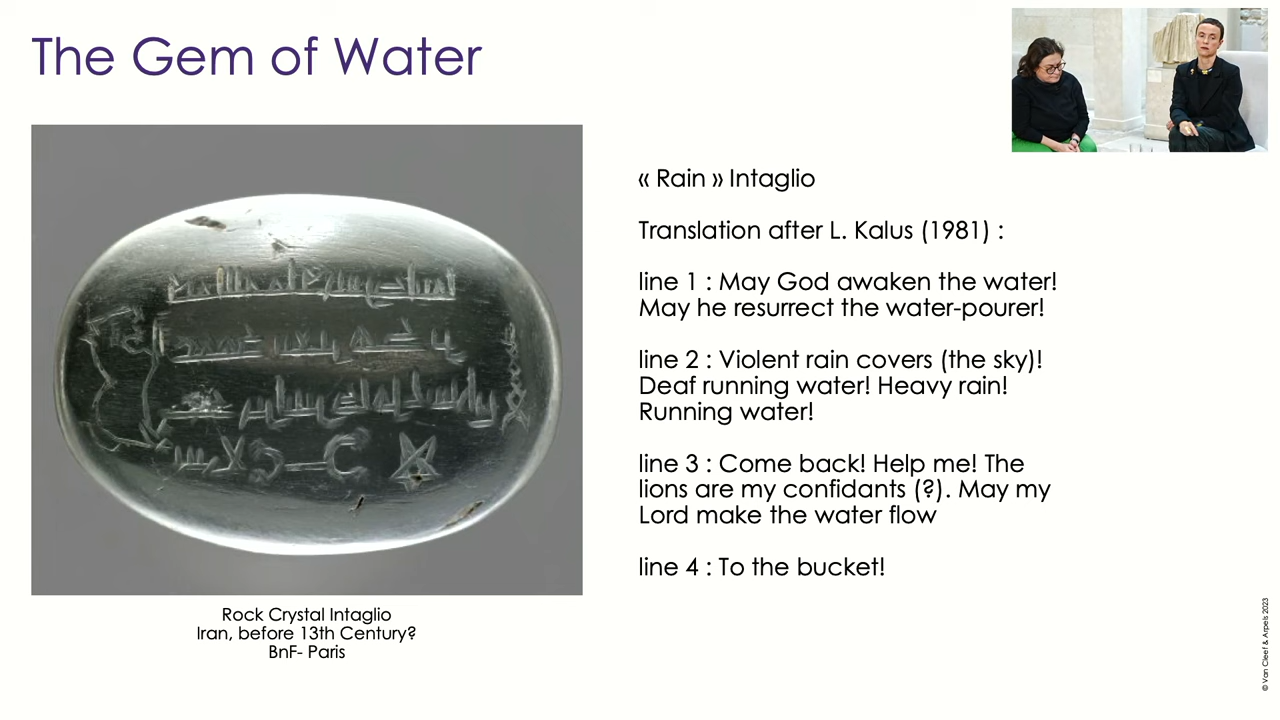 The Gem of Water
« Rain » Intaglio
Translation after L. Kalus (1981) :
line 1 : May God awaken the water!
May he resurrect the water-pourer!
line 2 : Violent rain covers (the sky)!
Deaf running water! Heavy rain!
Running water!
line 3 : Come back! Help me! The
lions are my confidants (?). May my
Lord make the water flow
line 4 : To the bucket!
Rock Crystal Intaglio
Iran, before 13th Century?
BnF- Paris
© Van Cleef & Arpels 2023